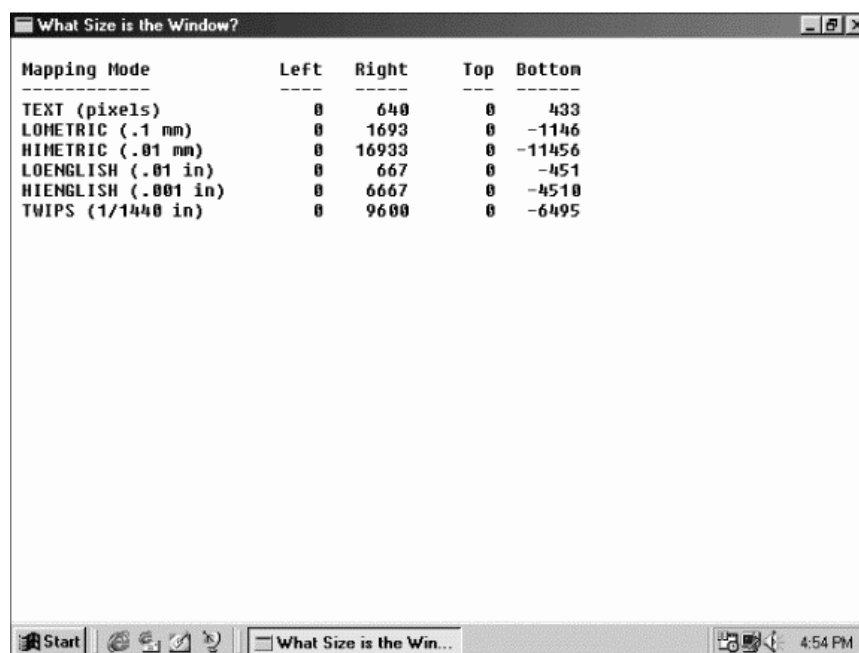 What Size is the Window?
Mapping Mode Left Right Top Bottom
------------ ---- ----- --- ------
TEXT (pixels) 0 640 0 433
LOMETRIC (.1 mm) 0 1693 0 -1146
HIMETRIC (.01 mm) 0 16933 0 -11456
LOENGLISH (.01 in) 0 667 0 -451
HIENGLISH (.001 in) 0 6667 0 -4510
TWIPS (1/1440 in) 0 9600 0 -6495
Start What Size is the Win... 4:54 PM